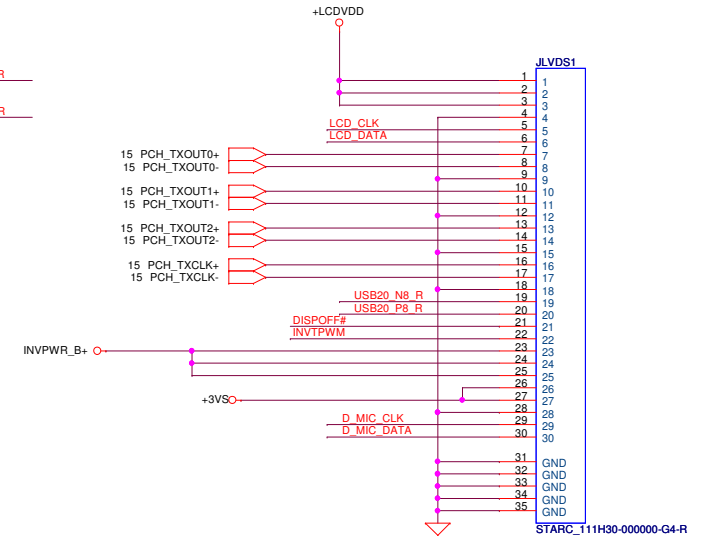 +LCDVDD
JLVDS1
R
R
1 1
2 2
3 3
4 4
LCD_CLK 5 5
LCD_DATA 6 6
15 PCH_TXOUT0+ 7 7
15 PCH_TXOUT0- 8 8
9 9
15 PCH_TXOUT1+ 10 10
15 PCH_TXOUT1- 11 11
12 12
15 PCH_TXOUT2+ 13 13
15 PCH_TXOUT2- 14 14
15 15
15 PCH_TXCLK+ 16 16
15 PCH_TXCLK- 17 17
18 18
USB20_N8_R 19 19
USB20_P8_R 20 20
DISPOFF# 21 21
INVTPWM 22 22
INVPWR_B+ 23 23
24 24
25 25
26 26
+3VS 27 27
28 28
D_MIC_CLK 29 29
D_MIC_DATA 30 30
31 GND
32 GND
33 GND
34 GND
35 GND
STARC_111H30-000000-G4-R